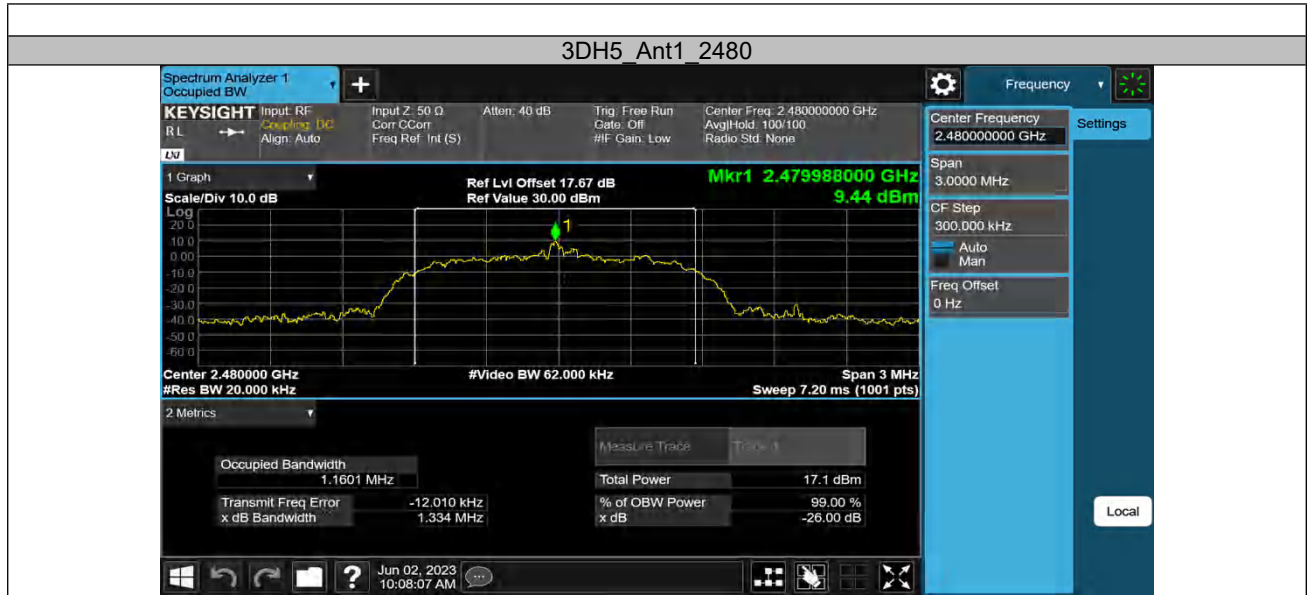 3DH5_Ant1_2480
Spectrum Analyzer 1
Occupied BW
Frequency
KEYSIGHT
RL
LXI
Input: RF
Coupling: DC
Align: Auto
Input Z: 50 Ω
Corr CCorr
Freq Ref: Int (S)
Atten: 40 dB
Trig: Free Run
Gate: Off
#IF Gain: Low
Center Freq: 2.480000000 GHz
Avg|Hold: 100/100
Radio Std: None
Center Frequency
2.480000000 GHz
Settings
Span
3.0000 MHz
CF Step
300.000 kHz
Auto
Man
Freq Offset
0 Hz
Local
1 Graph
Scale/Div 10.0 dB
Ref Lvl Offset 17.67 dB
Ref Value 30.00 dBm
Mkr1 2.479988000 GHz
9.44 dBm
Log
20.0
10.0
0.00
-10.0
-20.0
-30.0
-40.0
-50.0
-60.0
1
Center 2.480000 GHz
#Res BW 20.000 kHz
#Video BW 62.000 kHz
Span 3 MHz
Sweep 7.20 ms (1001 pts)
2 Metrics
Measure Trace
Trace 1
Occupied Bandwidth
1.1601 MHz
Total Power
17.1 dBm
Transmit Freq Error
-12.010 kHz
% of OBW Power
99.00 %
x dB Bandwidth
1.334 MHz
x dB
-26.00 dB
?
Jun 02, 2023
10:08:07 AM